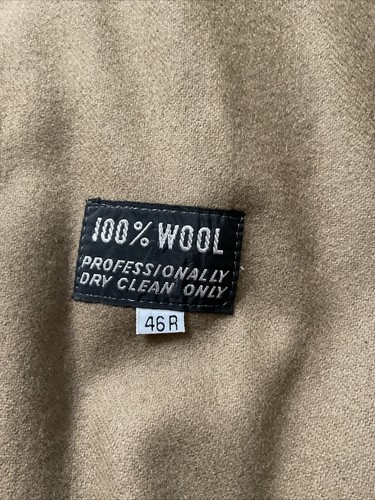 100% WOOL
PROFESSIONALLY
DRY CLEAN ONLY
46R